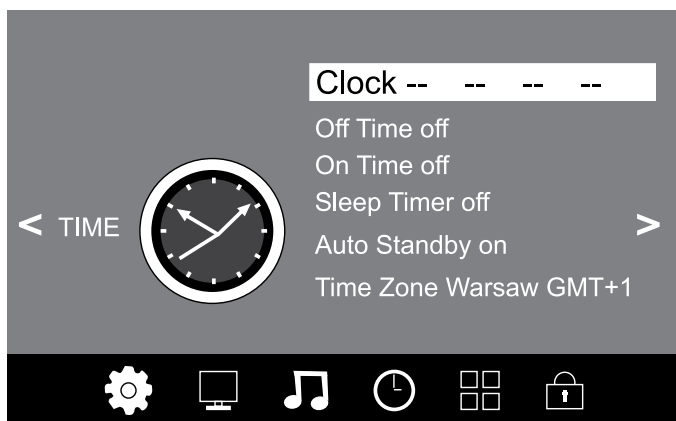 Clock -- -- -- --
Off Time off
On Time off
Sleep Timer off
< TIME >
Auto Standby on
Time Zone Warsaw GMT+1